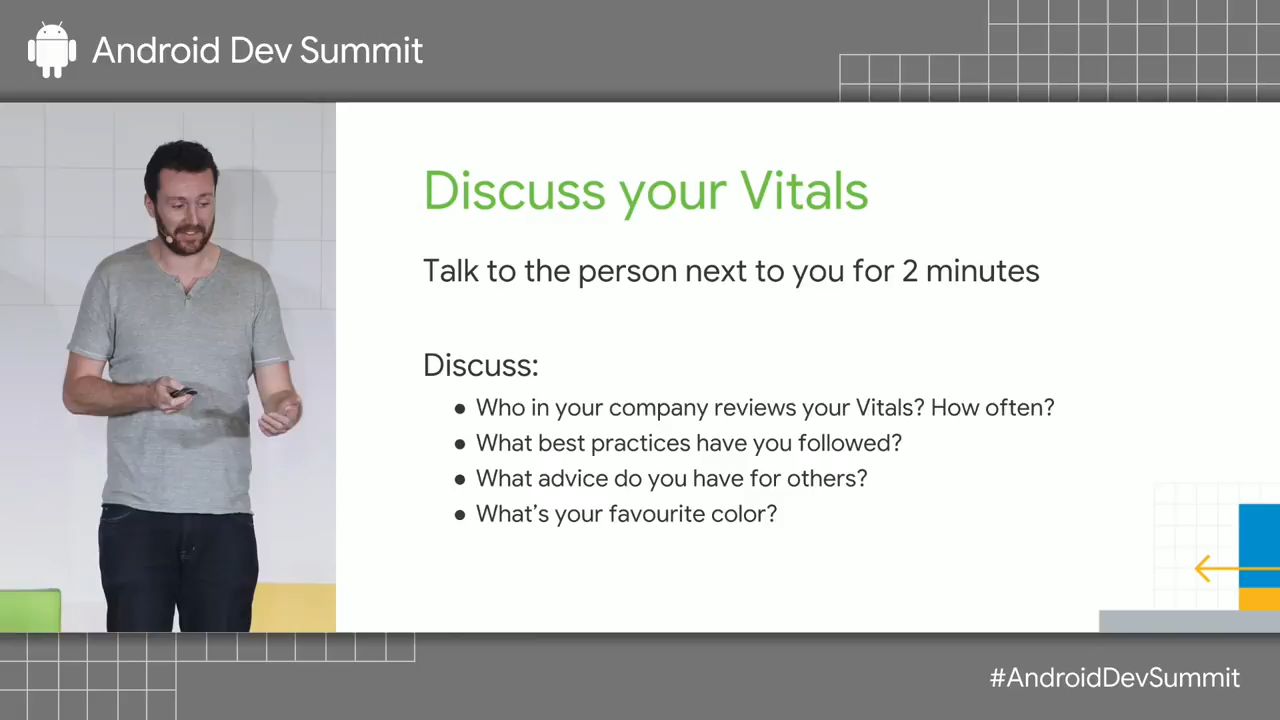 Android Dev Summit
Discuss your Vitals
Talk to the person next to you for 2 minutes
Discuss:
● Who in your company reviews your Vitals? How often?
● What best practices have you followed?
● What advice do you have for others?
● What's your favourite color?
#AndroidDevSummit